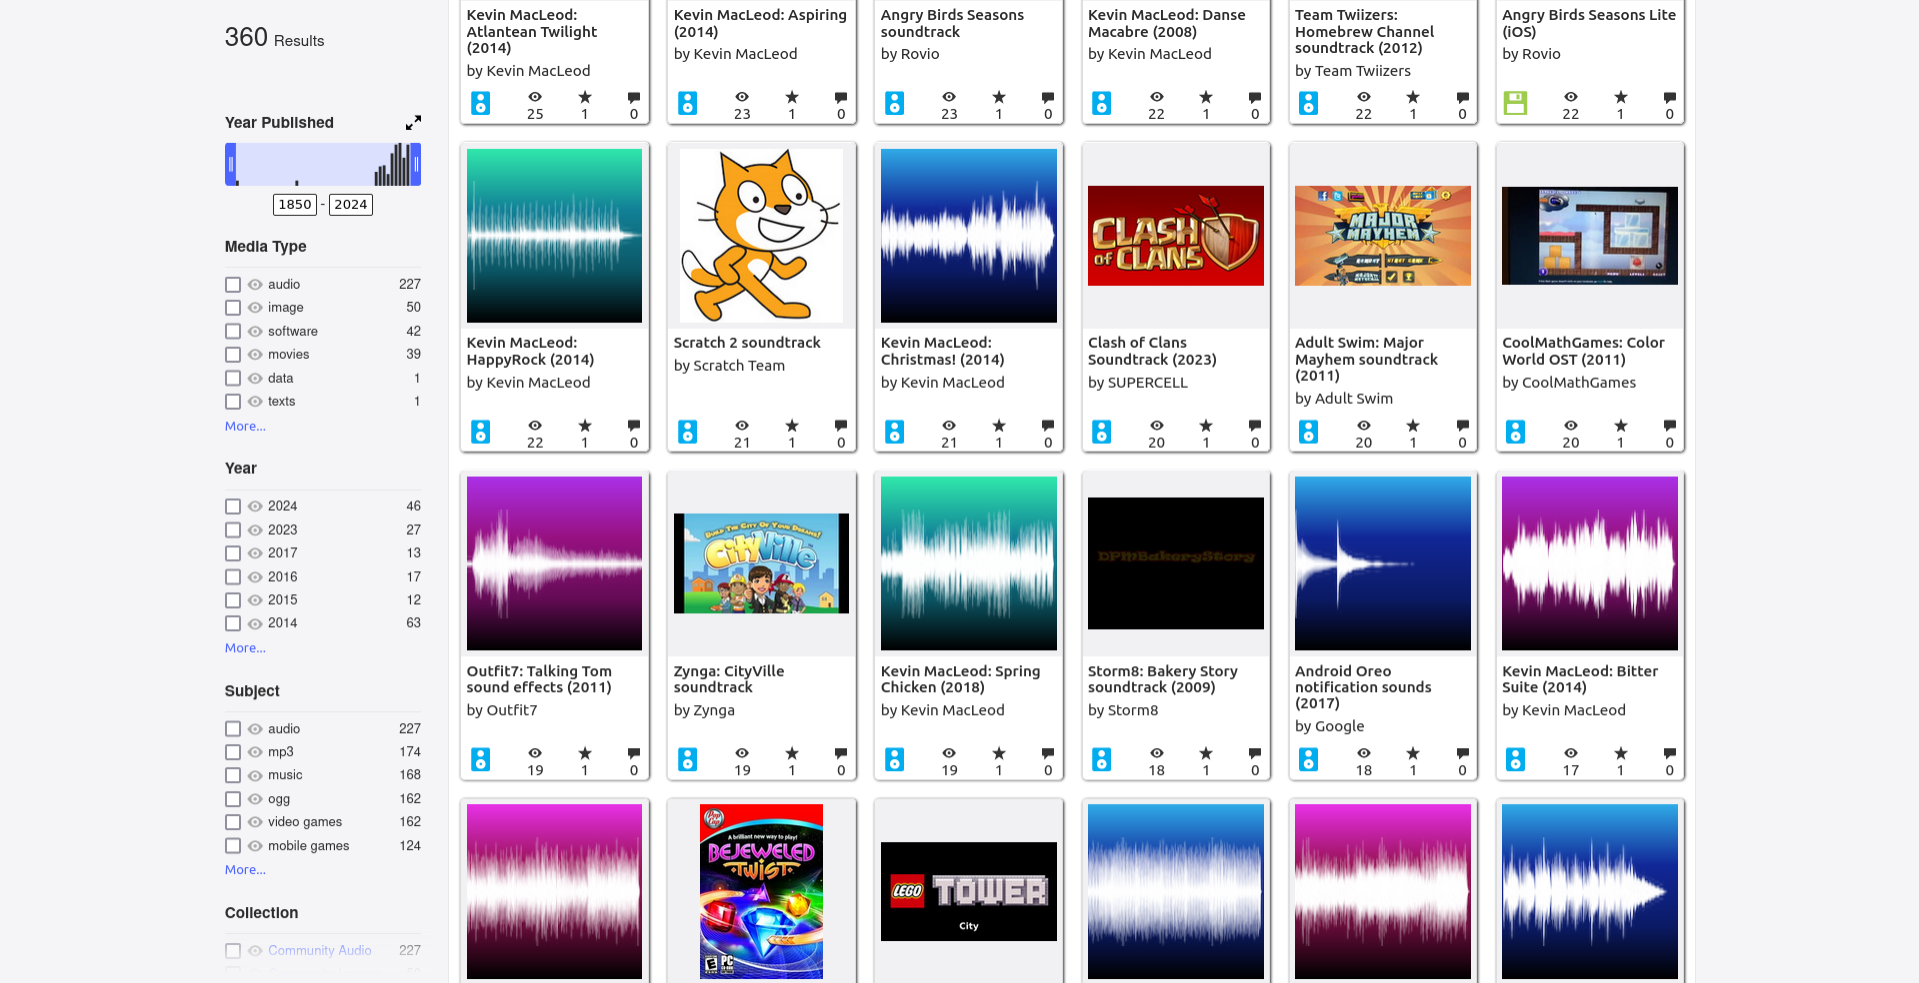 360 Results
Year Published
1850 - 2024
Media Type
audio 227
image 50
software 42
movies 39
data 1
texts 1
More...
Year
2024 46
2023 27
2017 13
2016 17
2015 12
2014 63
More...
Subject
audio 227
mp3 174
music 168
ogg 162
video games 162
mobile games 124
More...
Collection
Community Audio 227
Kevin MacLeod:
Atlantean Twilight
(2014)
by Kevin MacLeod
25 1 0
Kevin MacLeod: Aspiring
(2014)
by Kevin MacLeod
23 1 0
Angry Birds Seasons
soundtrack
by Rovio
23 1 0
Kevin MacLeod: Danse
Macabre (2008)
by Kevin MacLeod
22 1 0
Team Twiizers:
Homebrew Channel
soundtrack (2012)
by Team Twiizers
22 1 0
Angry Birds Seasons Lite
(iOS)
by Rovio
22 1 0
Kevin MacLeod:
HappyRock (2014)
by Kevin MacLeod
22 1 0
Scratch 2 soundtrack
by Scratch Team
21 1 0
Kevin MacLeod:
Christmas! (2014)
by Kevin MacLeod
21 1 0
CLASH
OF CLANS
Clash of Clans
Soundtrack (2023)
by SUPERCELL
20 1 0
MAJOR
MAYHEM
Adult Swim: Major
Mayhem soundtrack
(2011)
by Adult Swim
20 1 0
CoolMathGames: Color
World OST (2011)
by CoolMathGames
20 1 0
Outfit7: Talking Tom
sound effects (2011)
by Outfit7
19 1 0
BUILD THE CITY OF YOUR DREAMS!
CityVille
Zynga: CityVille
soundtrack
by Zynga
19 1 0
Kevin MacLeod: Spring
Chicken (2018)
by Kevin MacLeod
19 1 0
DPMBakeryStory
Storm8: Bakery Story
soundtrack (2009)
by Storm8
18 1 0
Android Oreo
notification sounds
(2017)
by Google
18 1 0
Kevin MacLeod: Bitter
Suite (2014)
by Kevin MacLeod
17 1 0
A brilliant new way to play!
BEJEWELED
TWIST
E PC
LEGO TOWER
City